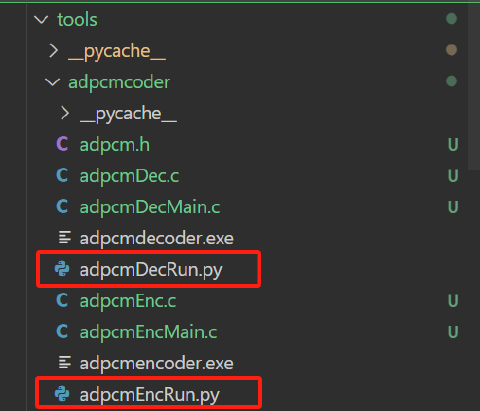 tools
__pycache__
adpcmcoder
__pycache__
C adpcm.h U
C adpcmDec.c U
C adpcmDecMain.c U
adpcmdecoder.exe
adpcmDecRun.py
C adpcmEnc.c U
C adpcmEncMain.c U
adpcmencoder.exe
adpcmEncRun.py